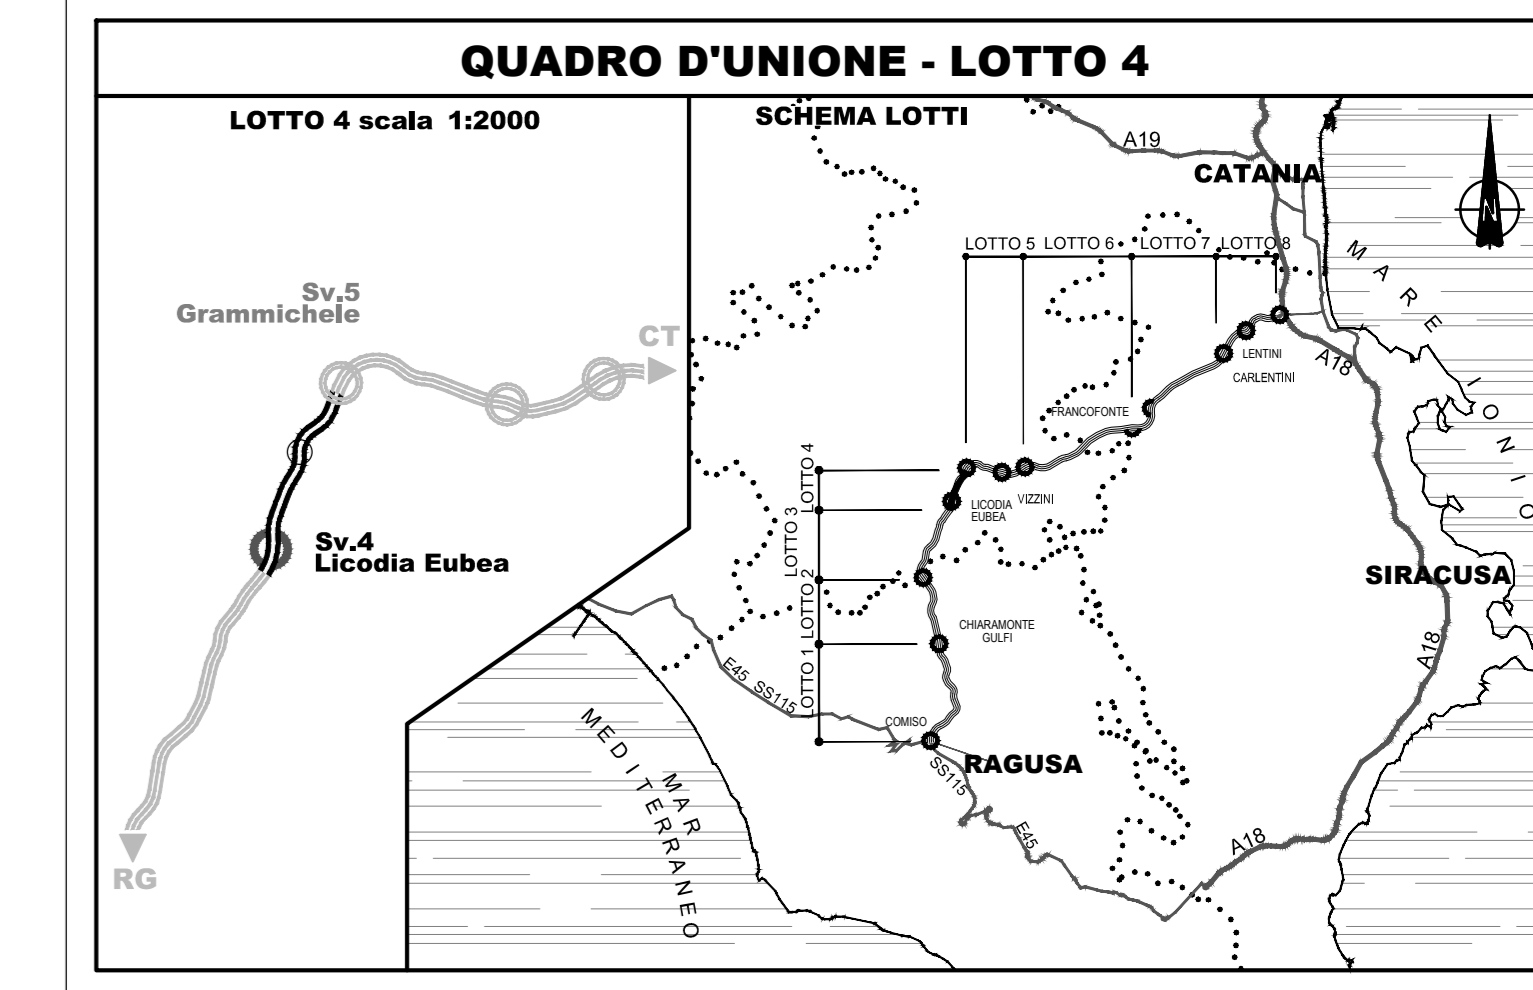 QUADRO D'UNIONE - LOTTO 4
LOTTO 4 scala 1:2000
Sv.5
Grammichele
CT
Sv.4
Licodia Eubea
RG
SCHEMA LOTTI
A19
CATANIA
N
LOTTO 5
LOTTO 6
LOTTO 7
LOTTO 8
MARE
IONIO
LENTINI
CARLENTINI
A18
FRANCOFONTE
LOTTO 4
LOTTO 3
LOTTO 2
LOTTO 1
LICODIA
EUBEA
VIZZINI
SIRACUSA
CHIARAMONTE
GULFI
A18
E45
SS115
COMISO
RAGUSA
SS115
E45
A18
MAR
MEDITERRANEO